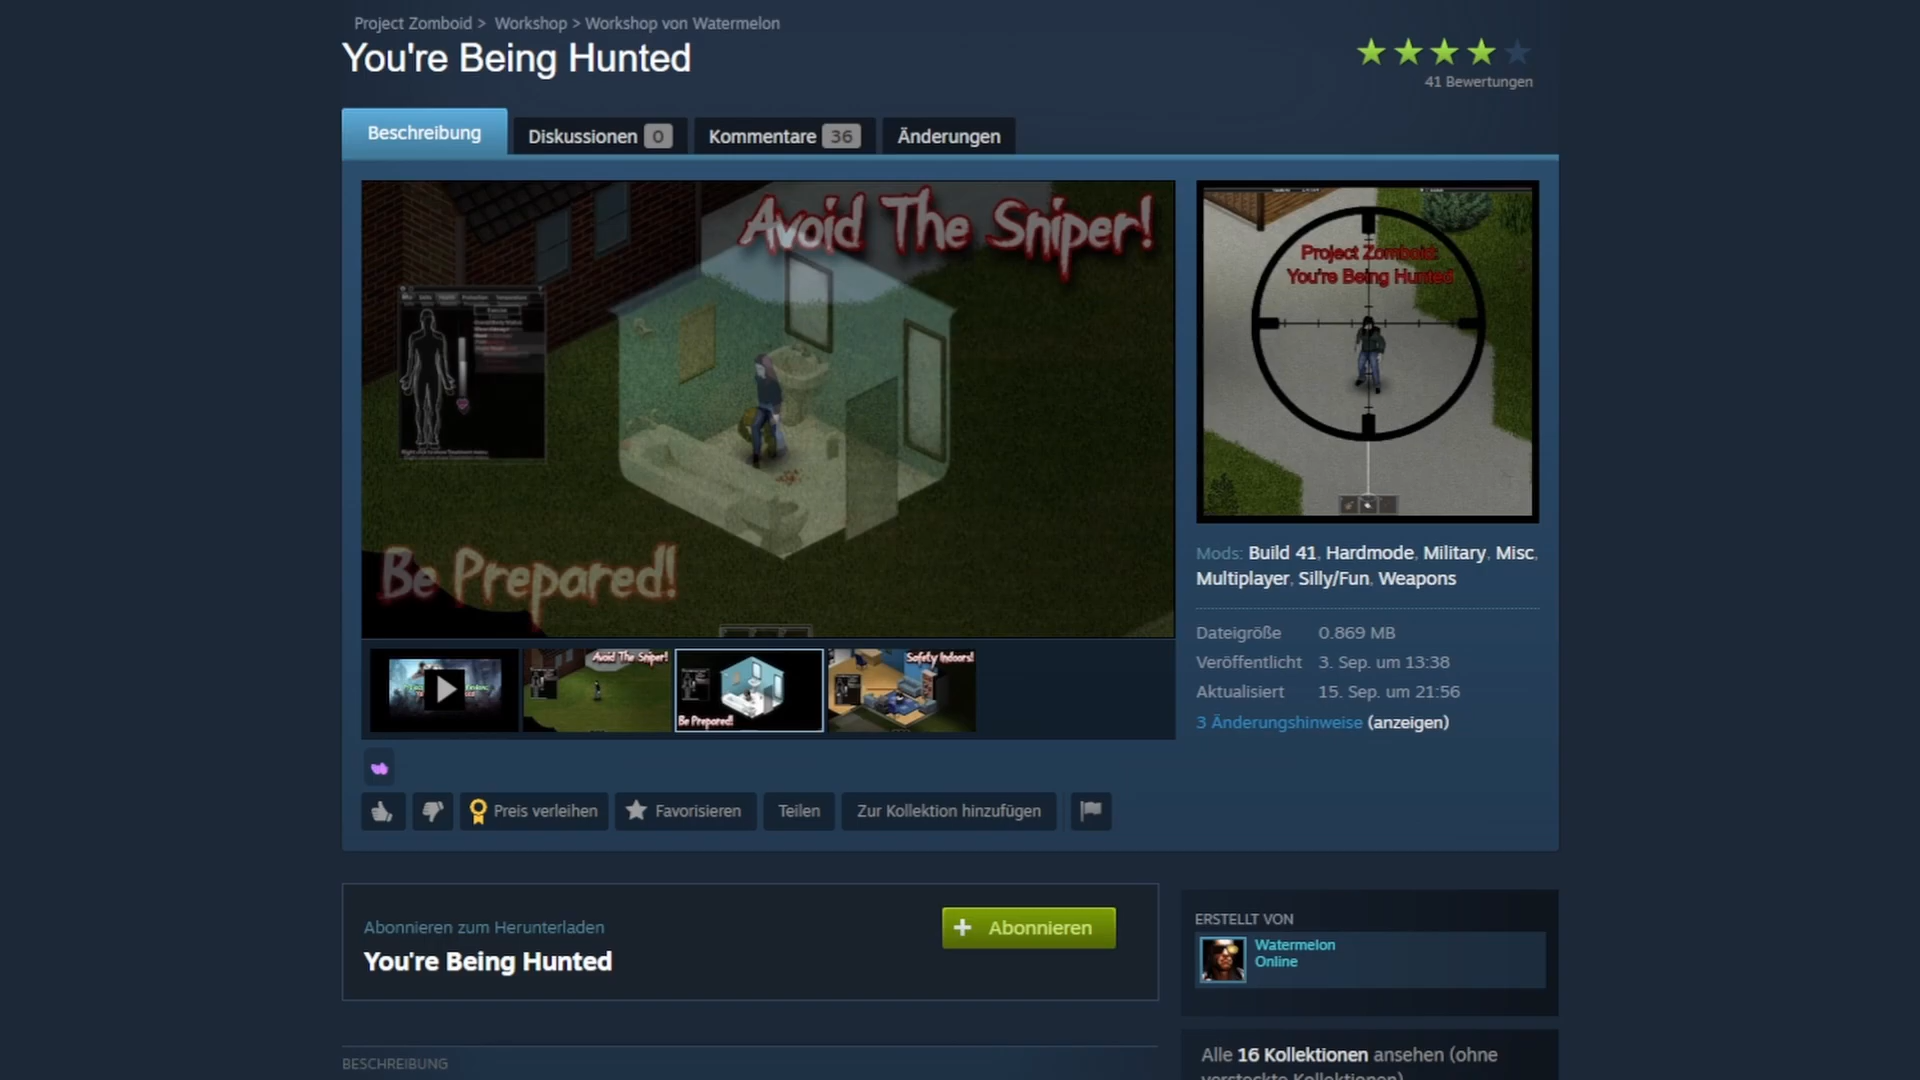 Project Zomboid > Workshop > Workshop von Watermelon
You're Being Hunted
41 Bewertungen
Beschreibung
Diskussionen 0
Kommentare 36
Änderungen
Avoid The Sniper!
Be Prepared!
Project Zomboid:
You're Being Hunted
Avoid The Sniper!
Be Prepared!
Safety Indoors!
Mods: Build 41, Hardmode, Military, Misc,
Multiplayer, Silly/Fun, Weapons
Dateigröße 0.869 MB
Veröffentlicht 3. Sep. um 13:38
Aktualisiert 15. Sep. um 21:56
3 Änderungshinweise (anzeigen)
Preis verleihen
Favorisieren
Teilen
Zur Kollektion hinzufügen
Abonnieren zum Herunterladen
You're Being Hunted
Abonnieren
ERSTELLT VON
Watermelon
Online
BESCHREIBUNG
Alle 16 Kollektionen ansehen (ohne
versteckte Kollektionen)